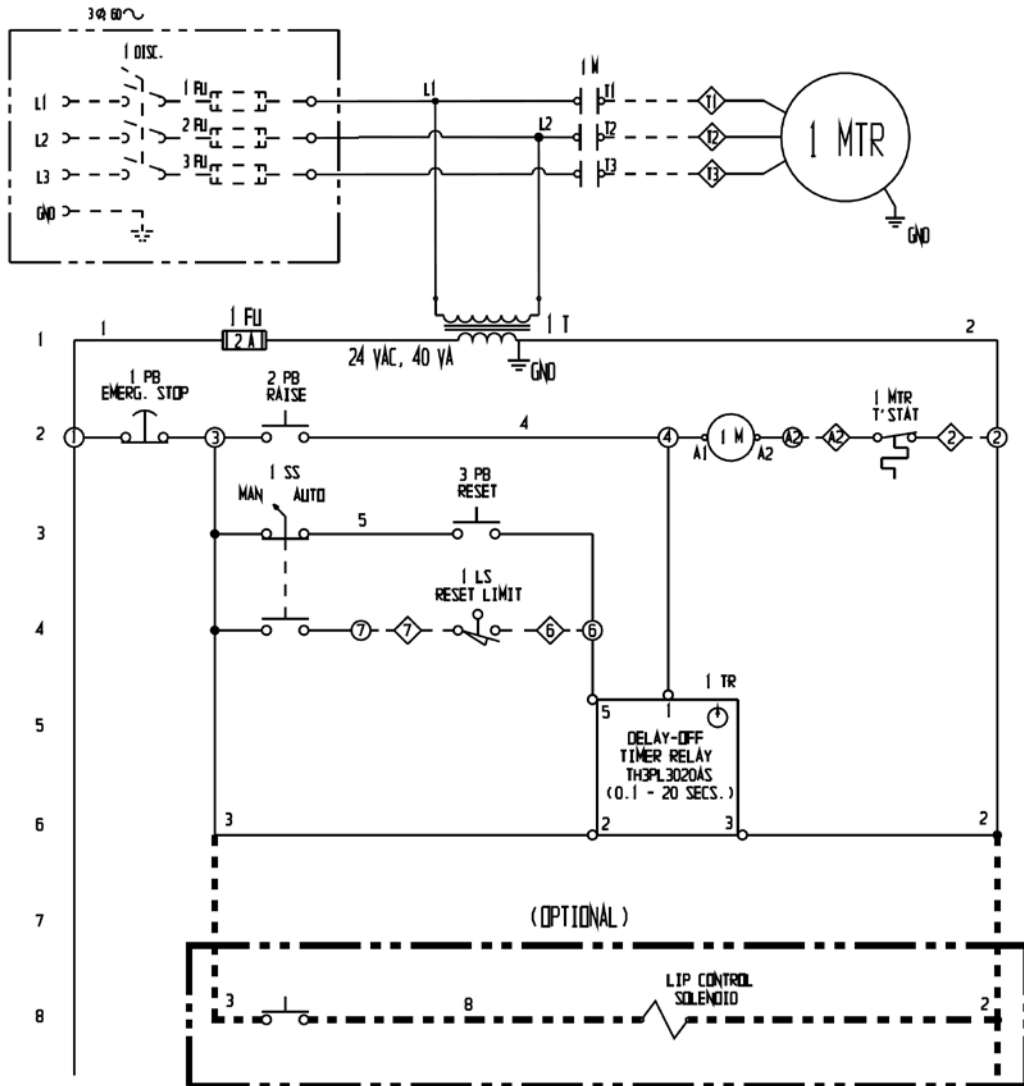 3Ø, 60~
1 DISC.
L1
1 FU
L1
1 M
T1
T1
L2
2 FU
L2
T2
T2
1 MTR
L3
3 FU
T3
T3
GND
GND
1 FU
1
1
2 A
24 VAC, 40 VA
1 T
GND
2
1 PB
EMERG. STOP
2 PB
RAISE
1 MTR
T'STAT
2
1
3
4
4
A1
1 M
A2
A2
A2
2
2
1 SS
MAN AUTO
3 PB
RESET
3
5
1 LS
RESET LIMIT
4
7
7
6
6
1 TR
5
5
1
DELAY-OFF
TIMER RELAY
TH3PL3020AS
(0.1 - 20 SECS.)
6
3
2
3
2
7
(OPTIONAL)
LIP CONTROL
SOLENOID
8
3
8
2